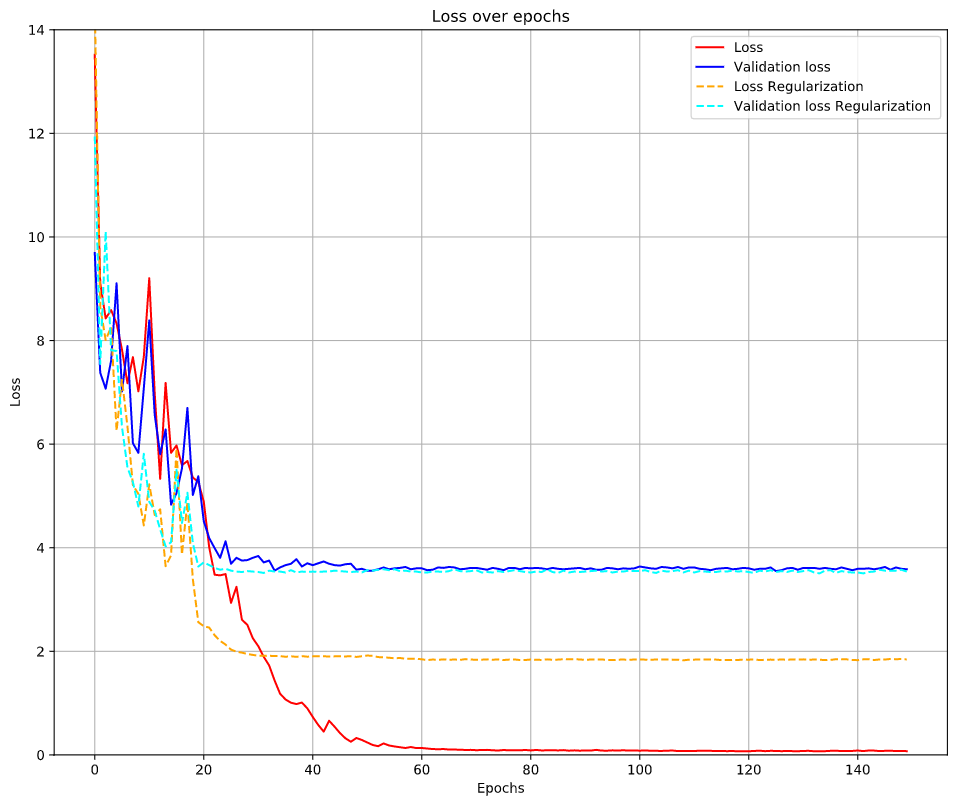 Loss over epochs
Loss
Validation loss
Loss Regularization
Validation loss Regularization
14
12
10
8
6
4
2
0
Loss
0 20 40 60 80 100 120 140
Epochs